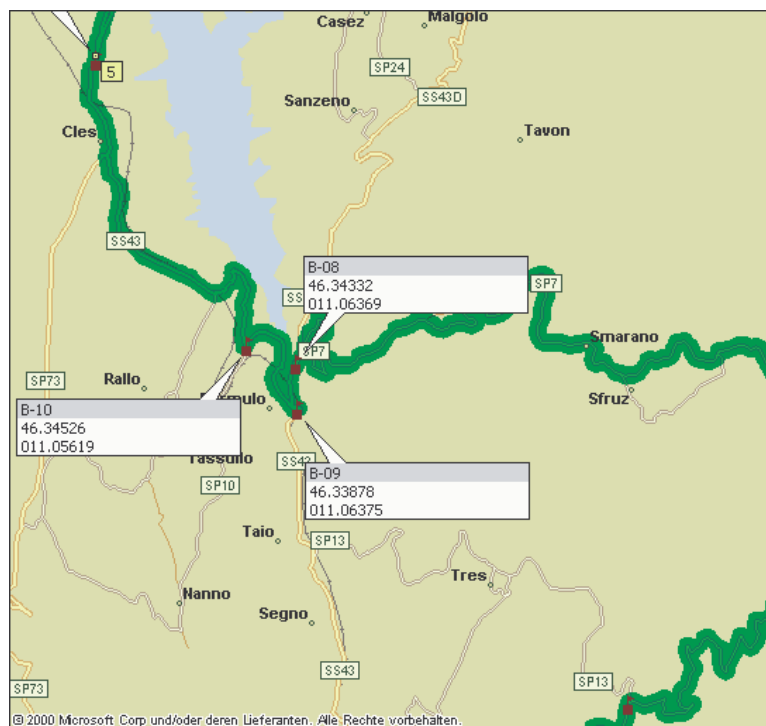 Casez
Malgolo
SP24
5
Sanzeno
SS43D
Cles
Tavon
SS43
B-08
46.34332
011.06369
SP7
SP7
Smarano
SP73
Rallo
Sfruz
B-10
46.34526
011.05619
SS43
B-09
46.33878
011.06375
SP10
Taio
SP13
Tres
Nanno
Segno
SS43
SP13
SP73
© 2000 Microsoft Corp und/oder deren Lieferanten. Alle Rechte vorbehalten.